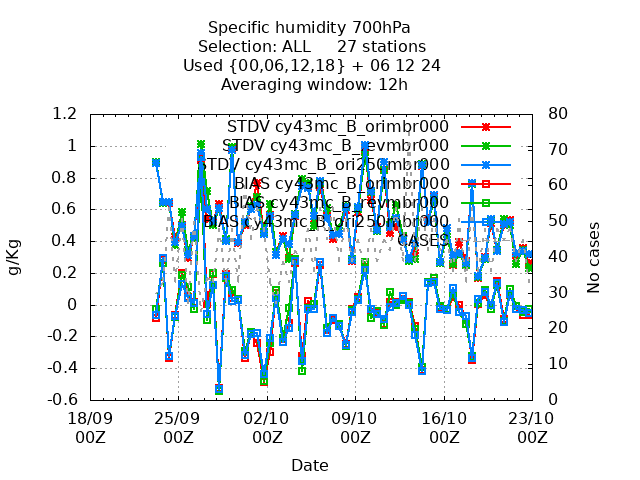 Specific humidity 700hPa
Selection: ALL 27 stations
Used {00,06,12,18} + 06 12 24
Averaging window: 12h
STDV cy43mc_B_orimbr000
STDV cy43mc_B_revmbr000
STDV cy43mc_B_ori250mbr000
BIAS cy43mc_B_orimbr000
BIAS cy43mc_B_revmbr000
BIAS cy43mc_B_ori250mbr000
CASES
1.2
1
0.8
0.6
0.4
0.2
0
-0.2
-0.4
-0.6
g/Kg
80
70
60
50
40
30
20
10
0
No cases
18/09 25/09 02/10 09/10 16/10 23/10
00Z 00Z 00Z 00Z 00Z 00Z
Date